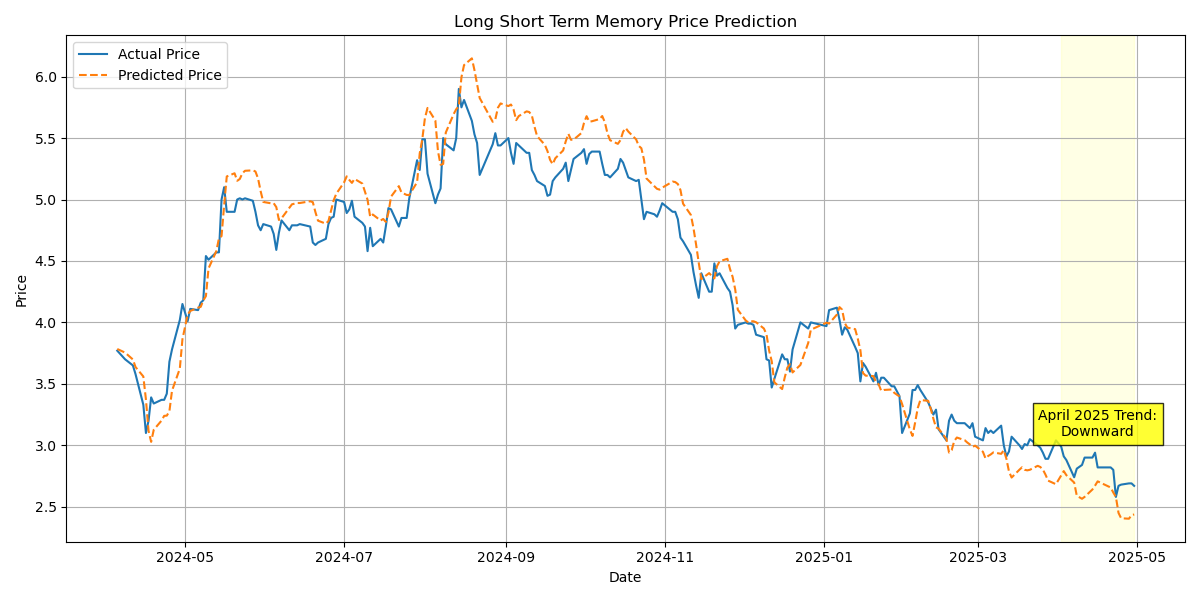 Long Short Term Memory Price Prediction
Actual Price
Predicted Price
Price
6.0
5.5
5.0
4.5
4.0
3.5
3.0
2.5
April 2025 Trend:
Downward
2024-05
2024-07
2024-09
2024-11
2025-01
2025-03
2025-05
Date